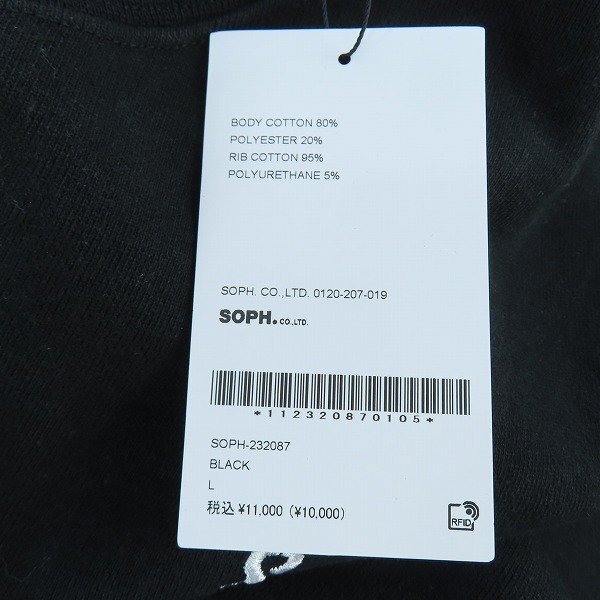 BODY COTTON 80%
POLYESTER 20%
RIB COTTON 95%
POLYURETHANE 5%
SOPH. CO.,LTD. 0120-207-019
SOPH. CO.,LTD.
*112320870105*
SOPH-232087
BLACK
L
税込 ¥11,000 (¥10,000)
RFID